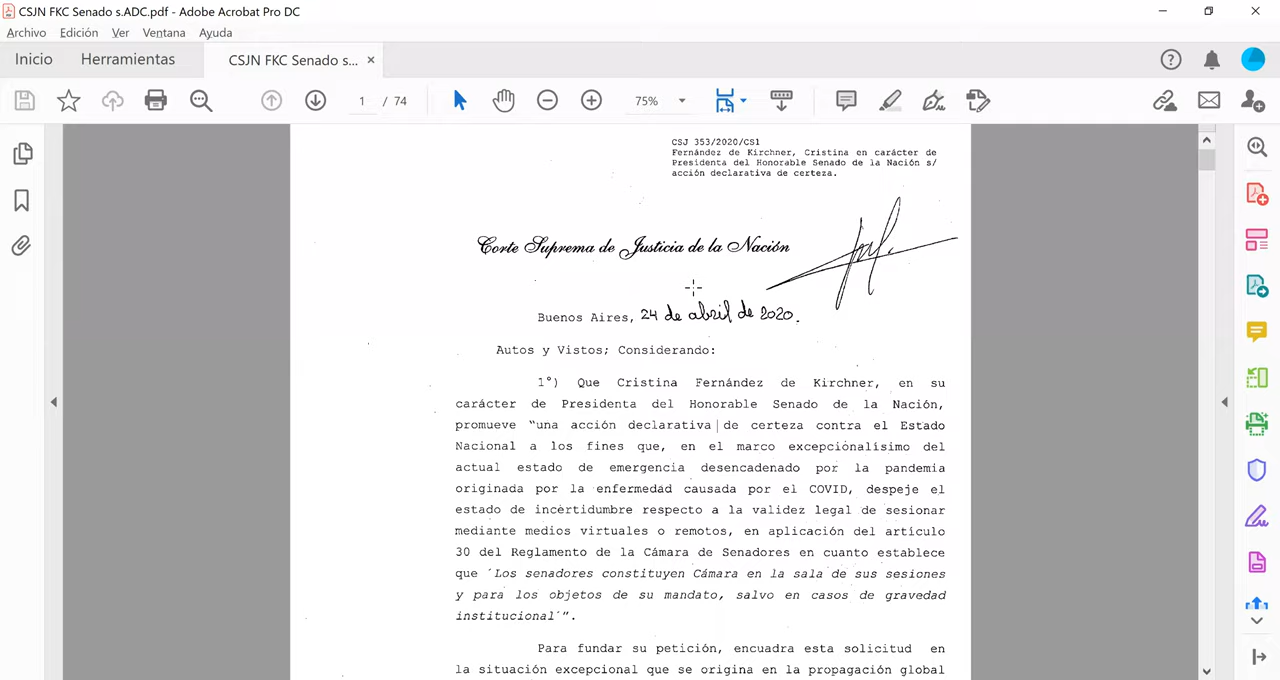 CSJN FKC Senado s.ADC.pdf - Adobe Acrobat Pro DC
Archivo Edición Ver Ventana Ayuda
Inicio Herramientas CSJN FKC Senado s... ×
1 / 74 75%
CSJ 353/2020/CS1
Fernández de Kirchner, Cristina en carácter de
Presidenta del Honorable Senado de la Nación s/
acción declarativa de certeza.
Corte Suprema de Justicia de la Nación
Buenos Aires, 24 de abril de 2020.
Autos y Vistos; Considerando:
1°) Que Cristina Fernández de Kirchner, en su
carácter de Presidenta del Honorable Senado de la Nación,
promueve "una acción declarativa de certeza contra el Estado
Nacional a los fines que, en el marco excepcionalísimo del
actual estado de emergencia desencadenado por la pandemia
originada por la enfermedad causada por el COVID, despeje el
estado de incertidumbre respecto a la validez legal de sesionar
mediante medios virtuales o remotos, en aplicación del artículo
30 del Reglamento de la Cámara de Senadores en cuanto establece
que ´Los senadores constituyen Cámara en la sala de sus sesiones
y para los objetos de su mandato, salvo en casos de gravedad
institucional´".
Para fundar su petición, encuadra esta solicitud en
la situación excepcional que se origina en la propagación global